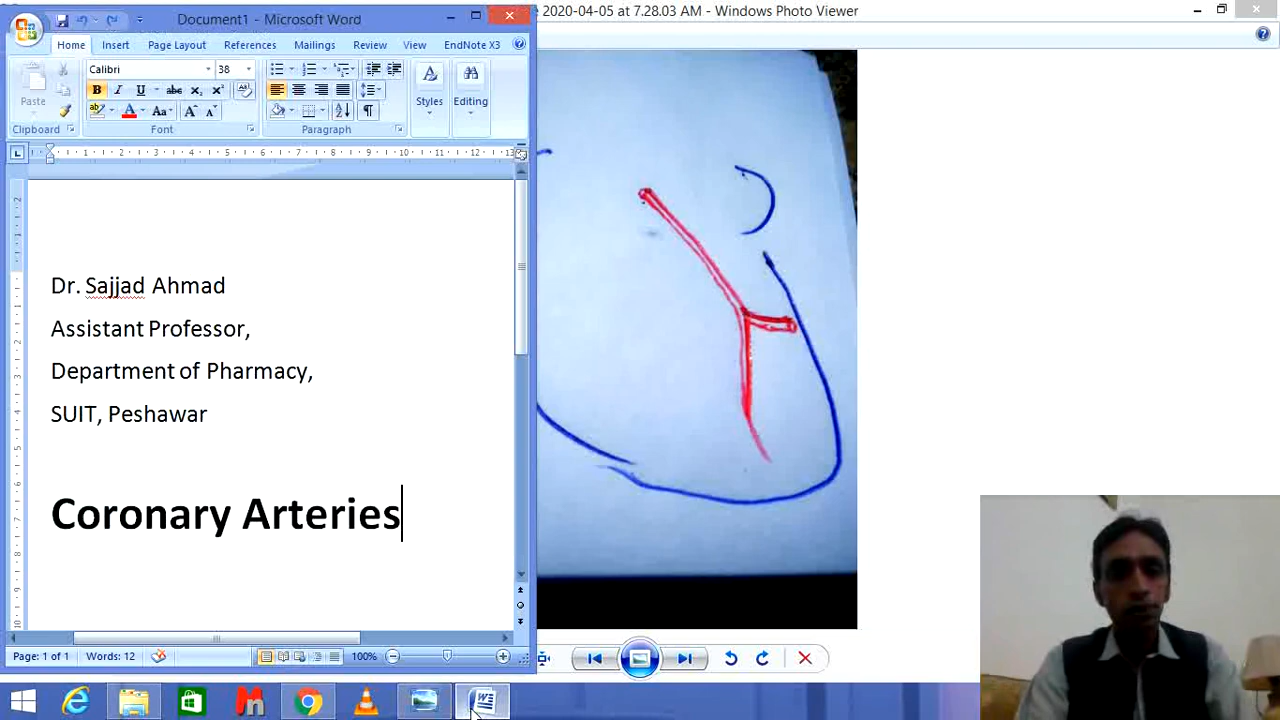 Document1 - Microsoft Word
2020-04-05 at 7.28.03 AM - Windows Photo Viewer
Home Insert Page Layout References Mailings Review View EndNote X3
Calibri 38
Paste
Styles Editing
Clipboard Font Paragraph
Dr. Sajjad Ahmad
Assistant Professor,
Department of Pharmacy,
SUIT, Peshawar
Coronary Arteries
Page: 1 of 1 Words: 12 100%